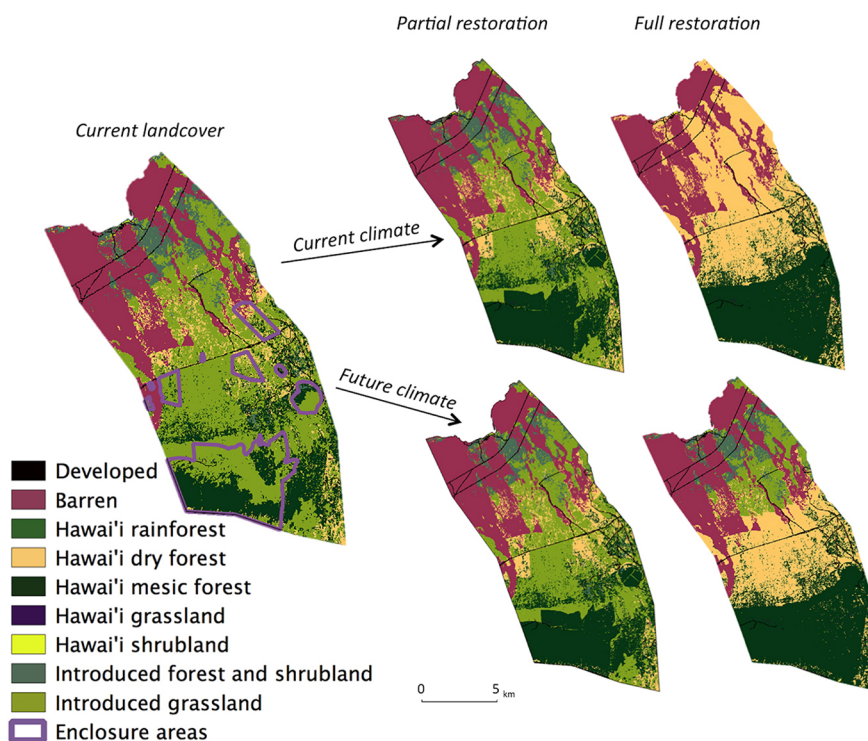 Partial restoration
Full restoration
Current landcover
Current climate
Future climate
Developed
Barren
Hawai'i rainforest
Hawai'i dry forest
Hawai'i mesic forest
Hawai'i grassland
Hawai'i shrubland
Introduced forest and shrubland
Introduced grassland
Enclosure areas
0 5 km